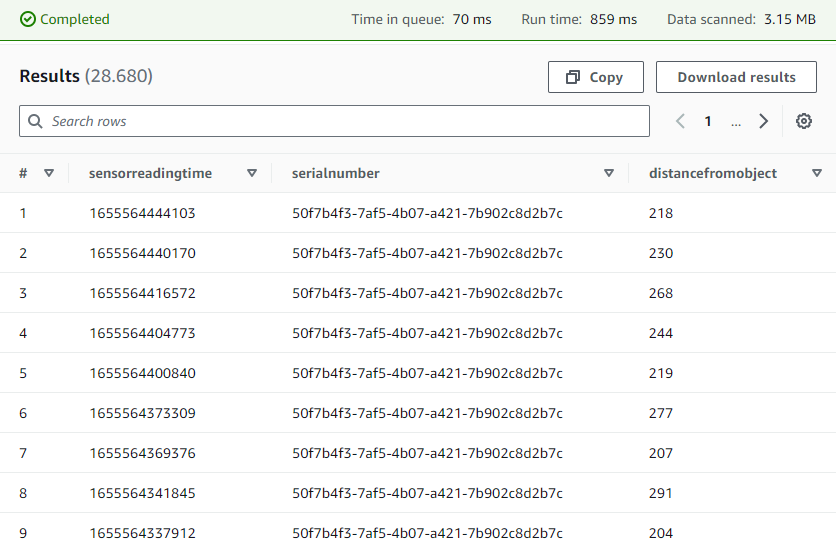 Completed Time in queue: 70 ms Run time: 859 ms Data scanned: 3.15 MB
Results (28.680) Copy Download results
Search rows 1 ...
# sensorreadingtime serialnumber distancefromobject
1 1655564444103 50f7b4f3-7af5-4b07-a421-7b902c8d2b7c 218
2 1655564440170 50f7b4f3-7af5-4b07-a421-7b902c8d2b7c 230
3 1655564416572 50f7b4f3-7af5-4b07-a421-7b902c8d2b7c 268
4 1655564404773 50f7b4f3-7af5-4b07-a421-7b902c8d2b7c 244
5 1655564400840 50f7b4f3-7af5-4b07-a421-7b902c8d2b7c 219
6 1655564373309 50f7b4f3-7af5-4b07-a421-7b902c8d2b7c 277
7 1655564369376 50f7b4f3-7af5-4b07-a421-7b902c8d2b7c 207
8 1655564341845 50f7b4f3-7af5-4b07-a421-7b902c8d2b7c 291
9 1655564337912 50f7b4f3-7af5-4b07-a421-7b902c8d2b7c 204